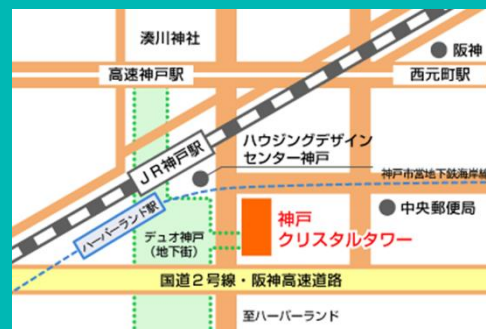 湊川神社
阪神
高速神戸駅
西元町駅
ハウジングデザイン
センター神戸
JR神戸駅
神戸市営地下鉄海岸線
ハーバーランド駅
中央郵便局
デュオ神戸
(地下街)
神戸
クリスタルタワー
国道2号線・阪神高速道路
至ハーバーランド